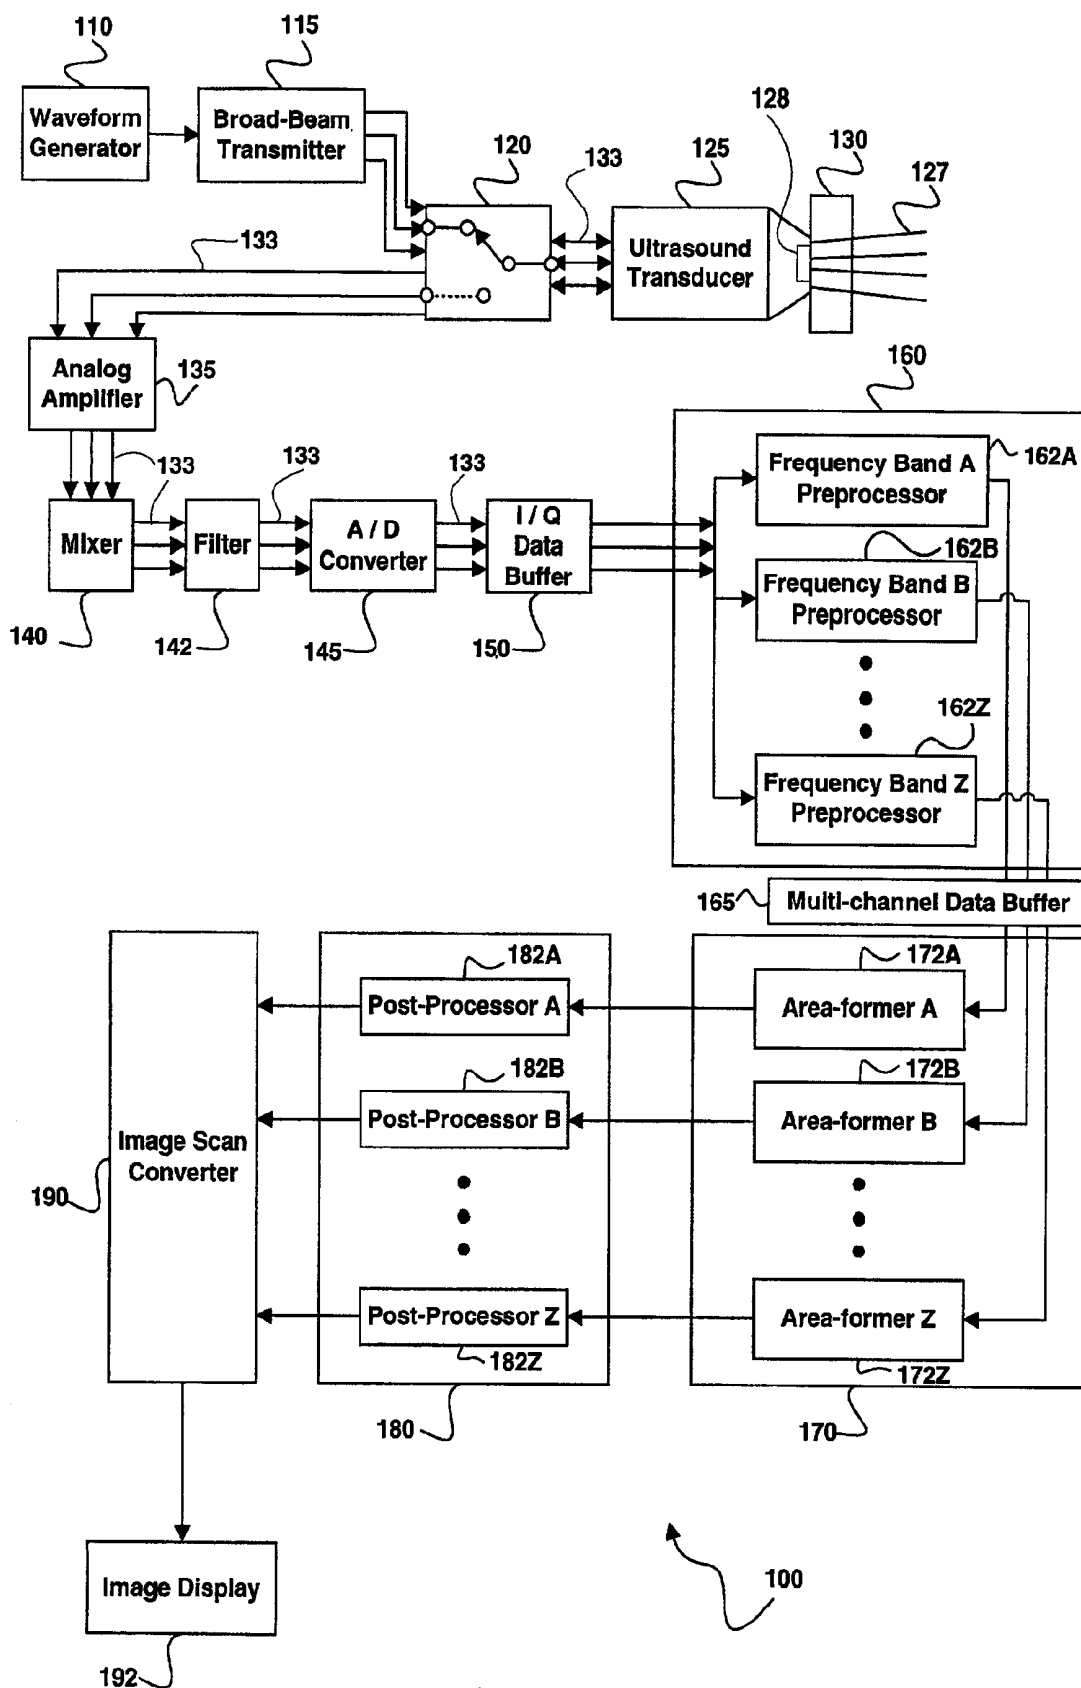 110
115
Waveform
Generator
Broad-Beam
Transmitter
120
133
125
128
130
127
Ultrasound
Transducer
133
Analog
Amplifier
135
160
133
133
133
Mixer
Filter
A / D
Converter
I / Q
Data
Buffer
140
142
145
150
Frequency Band A
Preprocessor
162A
162B
Frequency Band B
Preprocessor
162Z
Frequency Band Z
Preprocessor
165
Multi-channel Data Buffer
182A
172A
Post-Processor A
Area-former A
182B
172B
Post-Processor B
Area-former B
Image Scan
Converter
190
Post-Processor Z
Area-former Z
182Z
172Z
180
170
Image Display
192
100